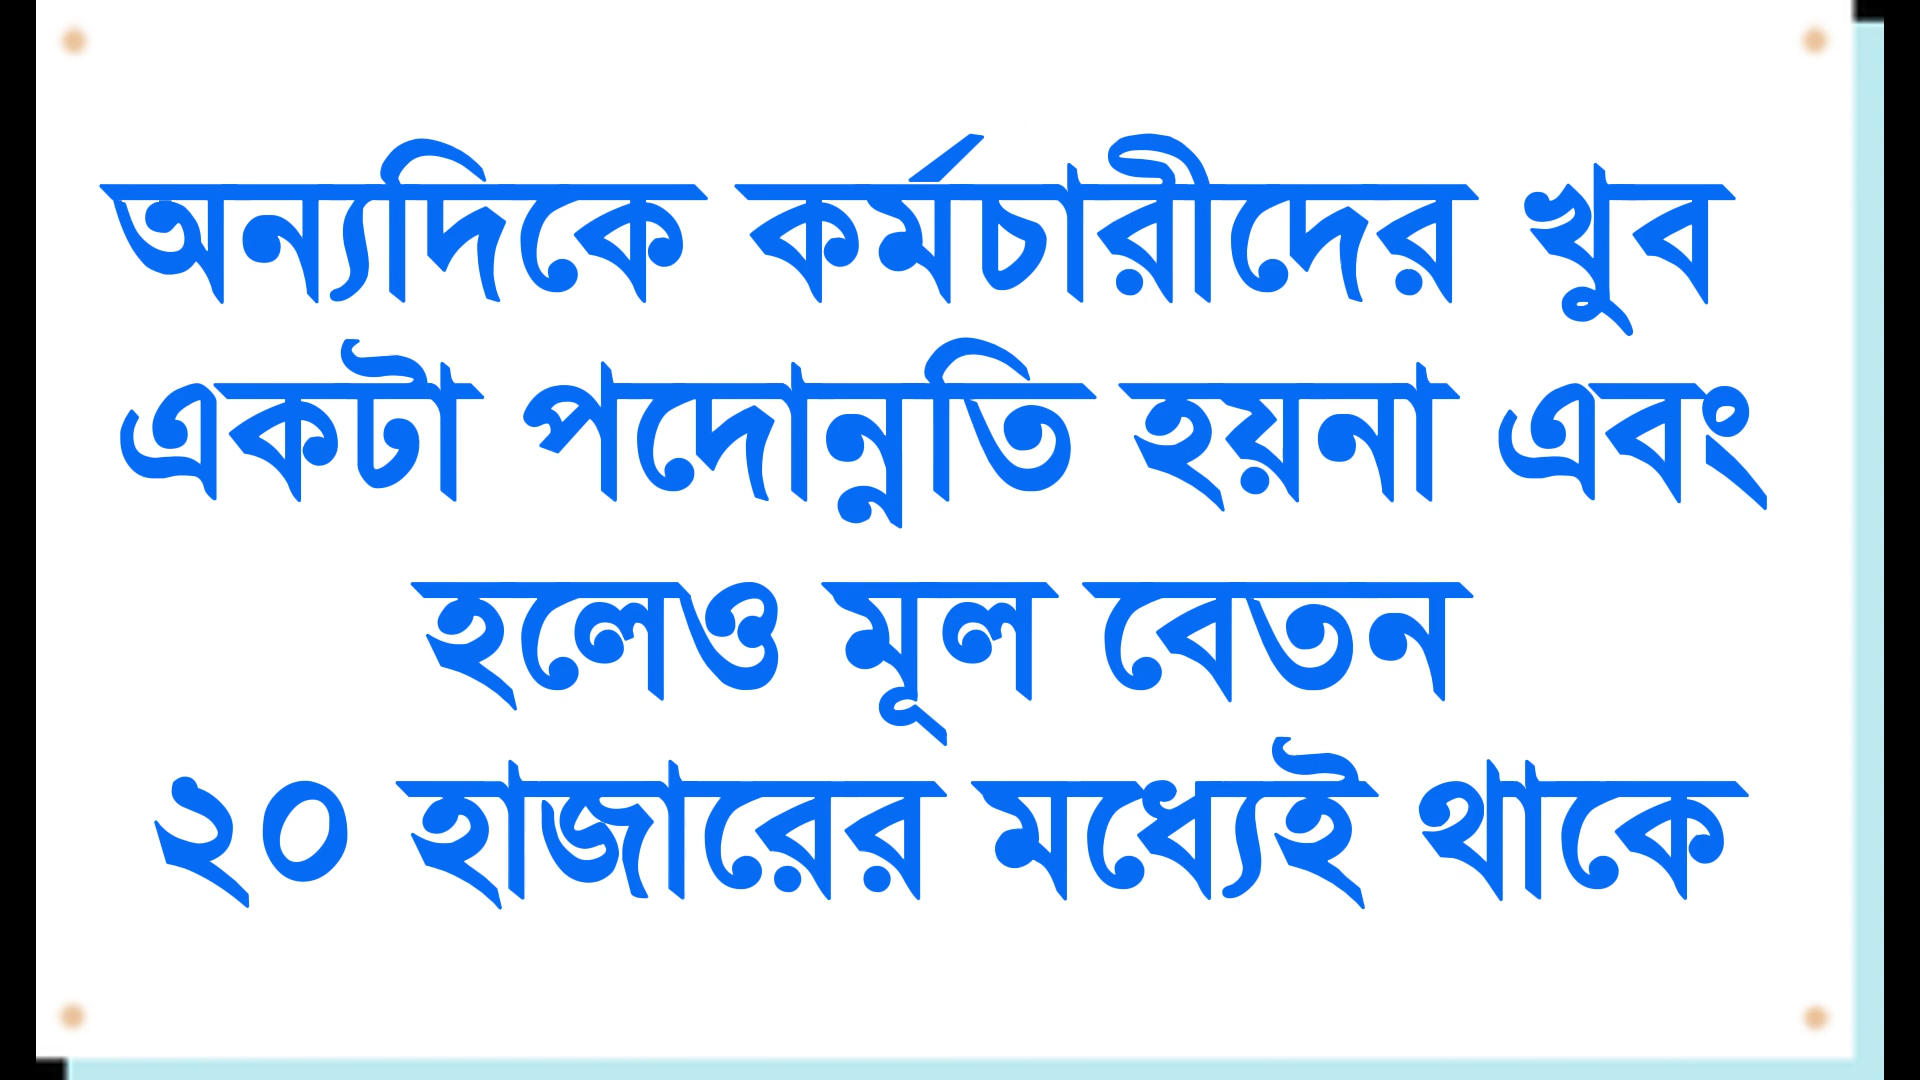 অন্যদিকে কর্মচারীদের খুব
একটা পদোন্নতি হয়না এবং
হলেও মূল বেতন
২০ হাজারের মধ্যেই থাকে